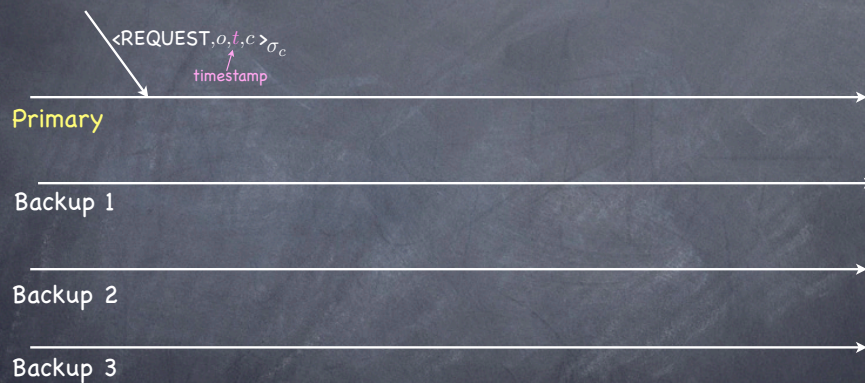 <REQUEST,o,t,c>σc
timestamp
Primary
Backup 1
Backup 2
Backup 3